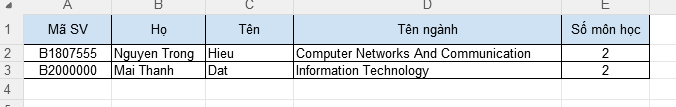 A B C D E
1 Mã SV Họ Tên Tên ngành Số môn học
2 B1807555 Nguyen Trong Hieu Computer Networks And Communication 2
3 B2000000 Mai Thanh Dat Information Technology 2
4